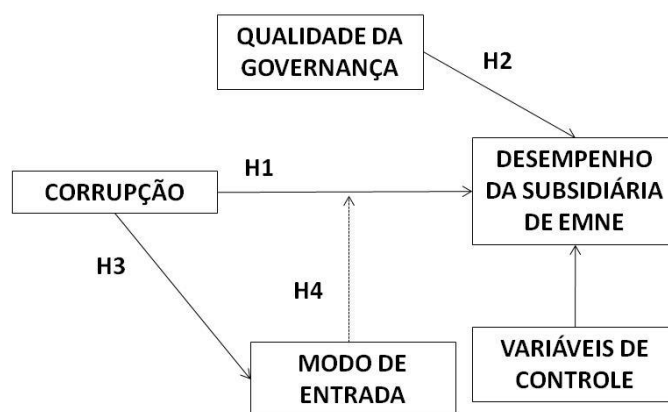 QUALIDADE DA
GOVERNANÇA
H2
H1
DESEMPENHO
DA SUBSIDIÁRIA
DE EMNE
CORRUPÇÃO
H3
H4
MODO DE
ENTRADA
VARIÁVEIS DE
CONTROLE